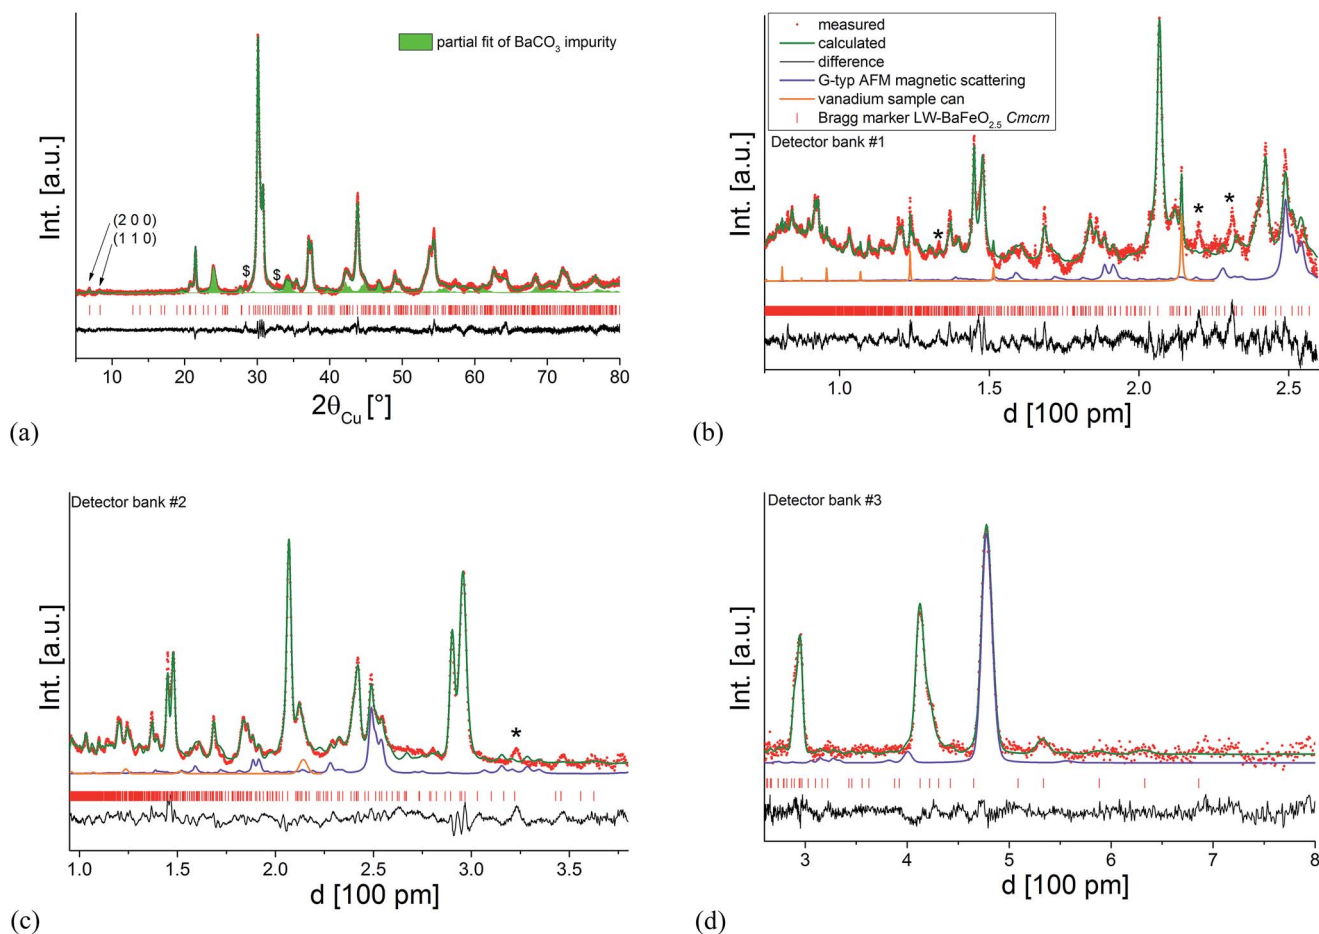 partial fit of BaCO3 impurity
(2 0 0)
(1 1 0)
$
$
Int. [a.u.]
10 20 30 40 50 60 70 80
2θCu [°]
(a)
measured
calculated
difference
G-typ AFM magnetic scattering
vanadium sample can
Bragg marker LW-BaFeO2.5 Cmcm
Detector bank #1
* * *
Int. [a.u.]
1.0 1.5 2.0 2.5
d [100 pm]
(b)
Detector bank #2
*
Int. [a.u.]
1.0 1.5 2.0 2.5 3.0 3.5
d [100 pm]
(c)
Detector bank #3
Int. [a.u.]
3 4 5 6 7 8
d [100 pm]
(d)